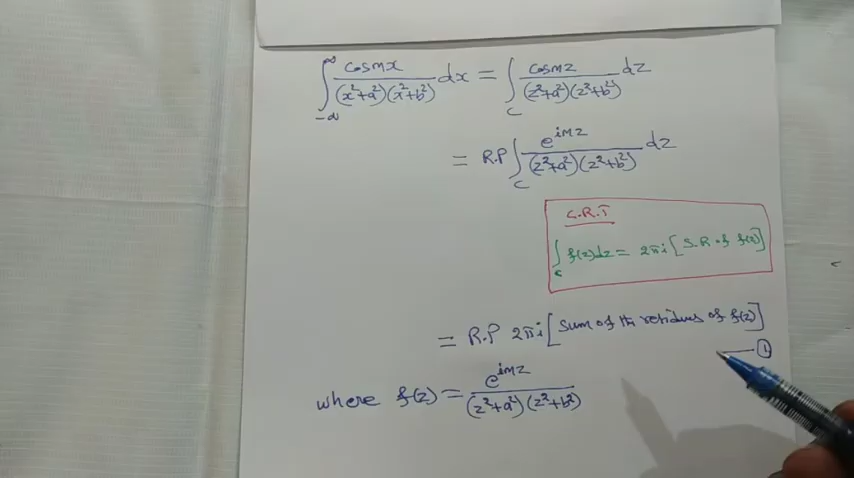 ∫_{-∞}^{∞} cosmx / (x²+a²)(x²+b²) dx = ∫_C cosmz / (z²+a²)(z²+b²) dz
= R.P ∫_C e^{imz} / (z²+a²)(z²+b²) dz
C.R.T
∫_C f(z)dz = 2πi [S.R of f(z)]
= R.P 2πi [Sum of the residues of f(z)]
— ①
where f(z) = e^{imz} / (z²+a²)(z²+b²)